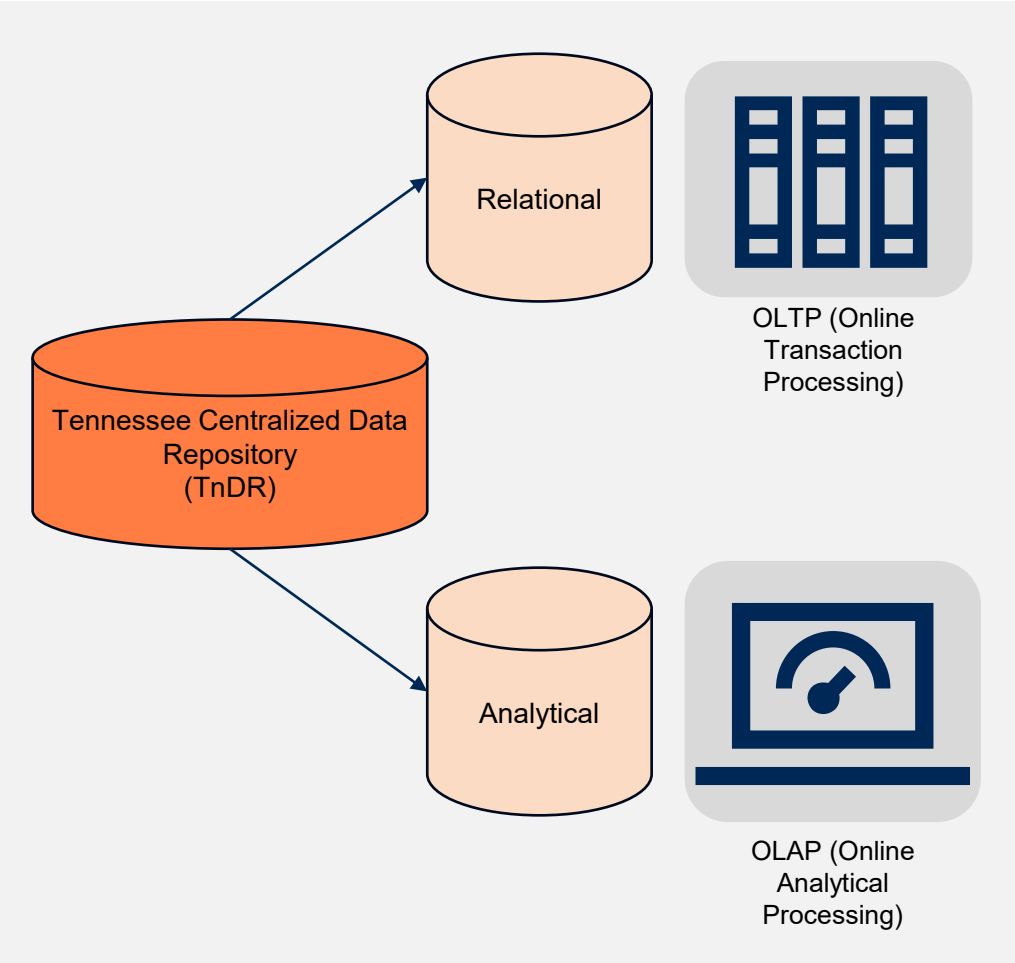 Relational
OLTP (Online
Transaction
Processing)
Tennessee Centralized Data
Repository
(TnDR)
Analytical
OLAP (Online
Analytical
Processing)